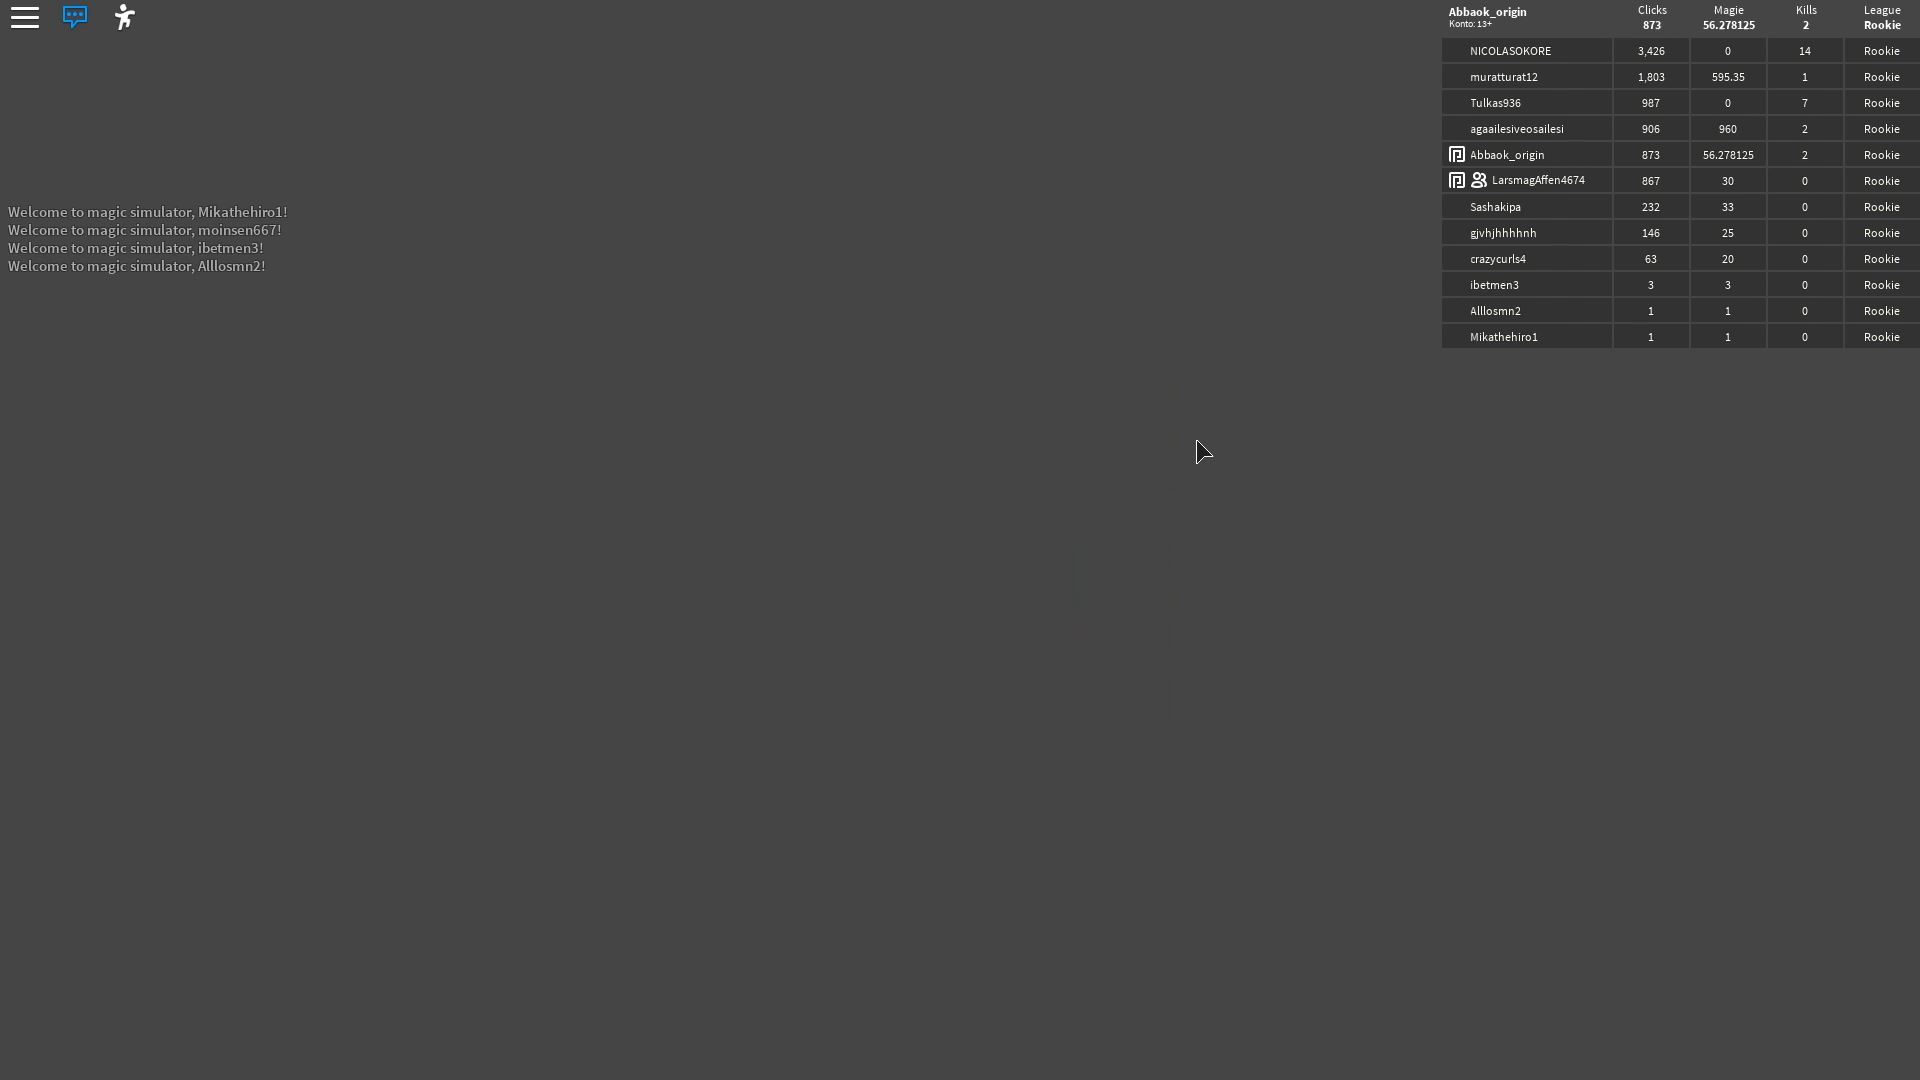 Abbaok_origin Clicks Magie Kills League
Konto: 13+ 873 56.278125 2 Rookie
NICOLASOKORE 3,426 0 14 Rookie
muratturat12 1,803 595.35 1 Rookie
Tulkas936 987 0 7 Rookie
agaailesiveosailesi 906 960 2 Rookie
Abbaok_origin 873 56.278125 2 Rookie
LarsmagAffen4674 867 30 0 Rookie
Sashakipa 232 33 0 Rookie
gjvhjhhhhnh 146 25 0 Rookie
crazycurls4 63 20 0 Rookie
ibetmen3 3 3 0 Rookie
Alllosmn2 1 1 0 Rookie
Mikathehiro1 1 1 0 Rookie
Welcome to magic simulator, Mikathehiro1!
Welcome to magic simulator, moinsen667!
Welcome to magic simulator, ibetmen3!
Welcome to magic simulator, Alllosmn2!